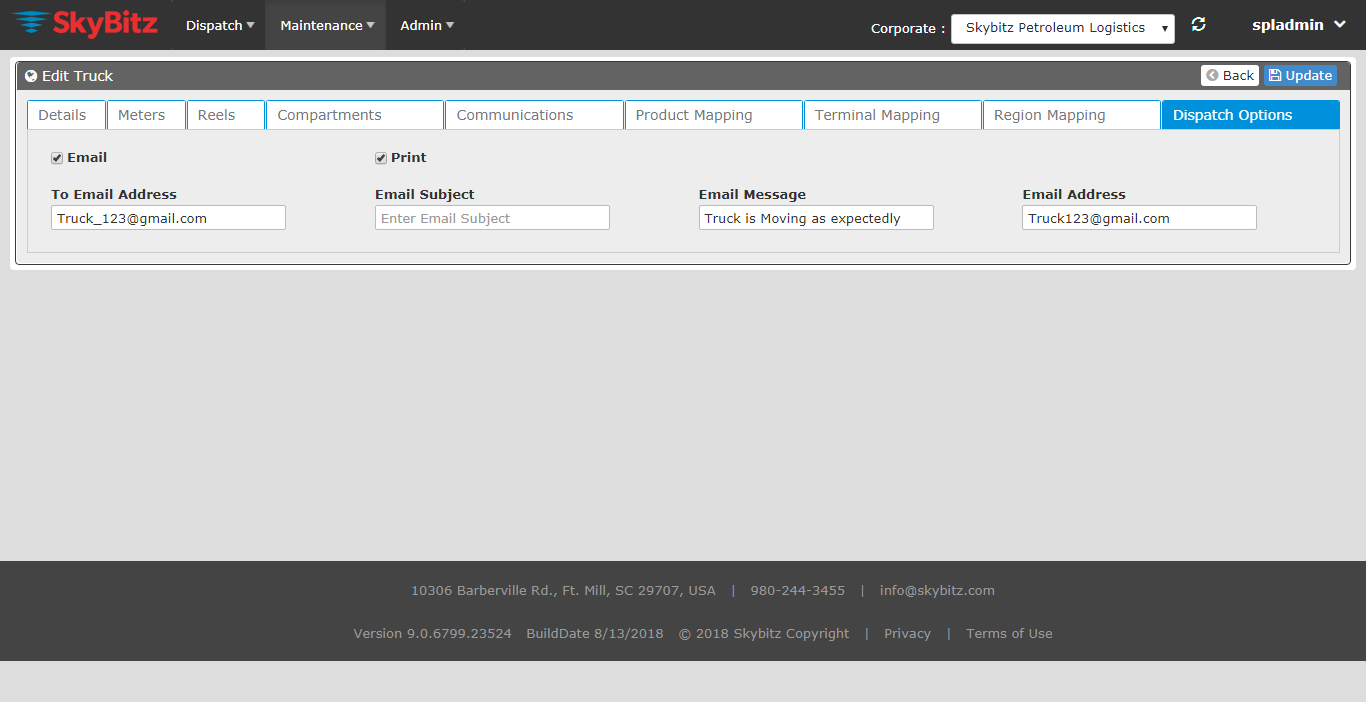 SkyBitz Dispatch Maintenance Admin Corporate : Skybitz Petroleum Logistics spladmin
Edit Truck Back Update
Details Meters Reels Compartments Communications Product Mapping Terminal Mapping Region Mapping Dispatch Options
Email Print
To Email Address Email Subject Email Message Email Address
Truck_123@gmail.com Enter Email Subject Truck is Moving as expectedly Truck123@gmail.com
10306 Barberville Rd., Ft. Mill, SC 29707, USA | 980-244-3455 | info@skybitz.com
Version 9.0.6799.23524 BuildDate 8/13/2018 © 2018 Skybitz Copyright | Privacy | Terms of Use